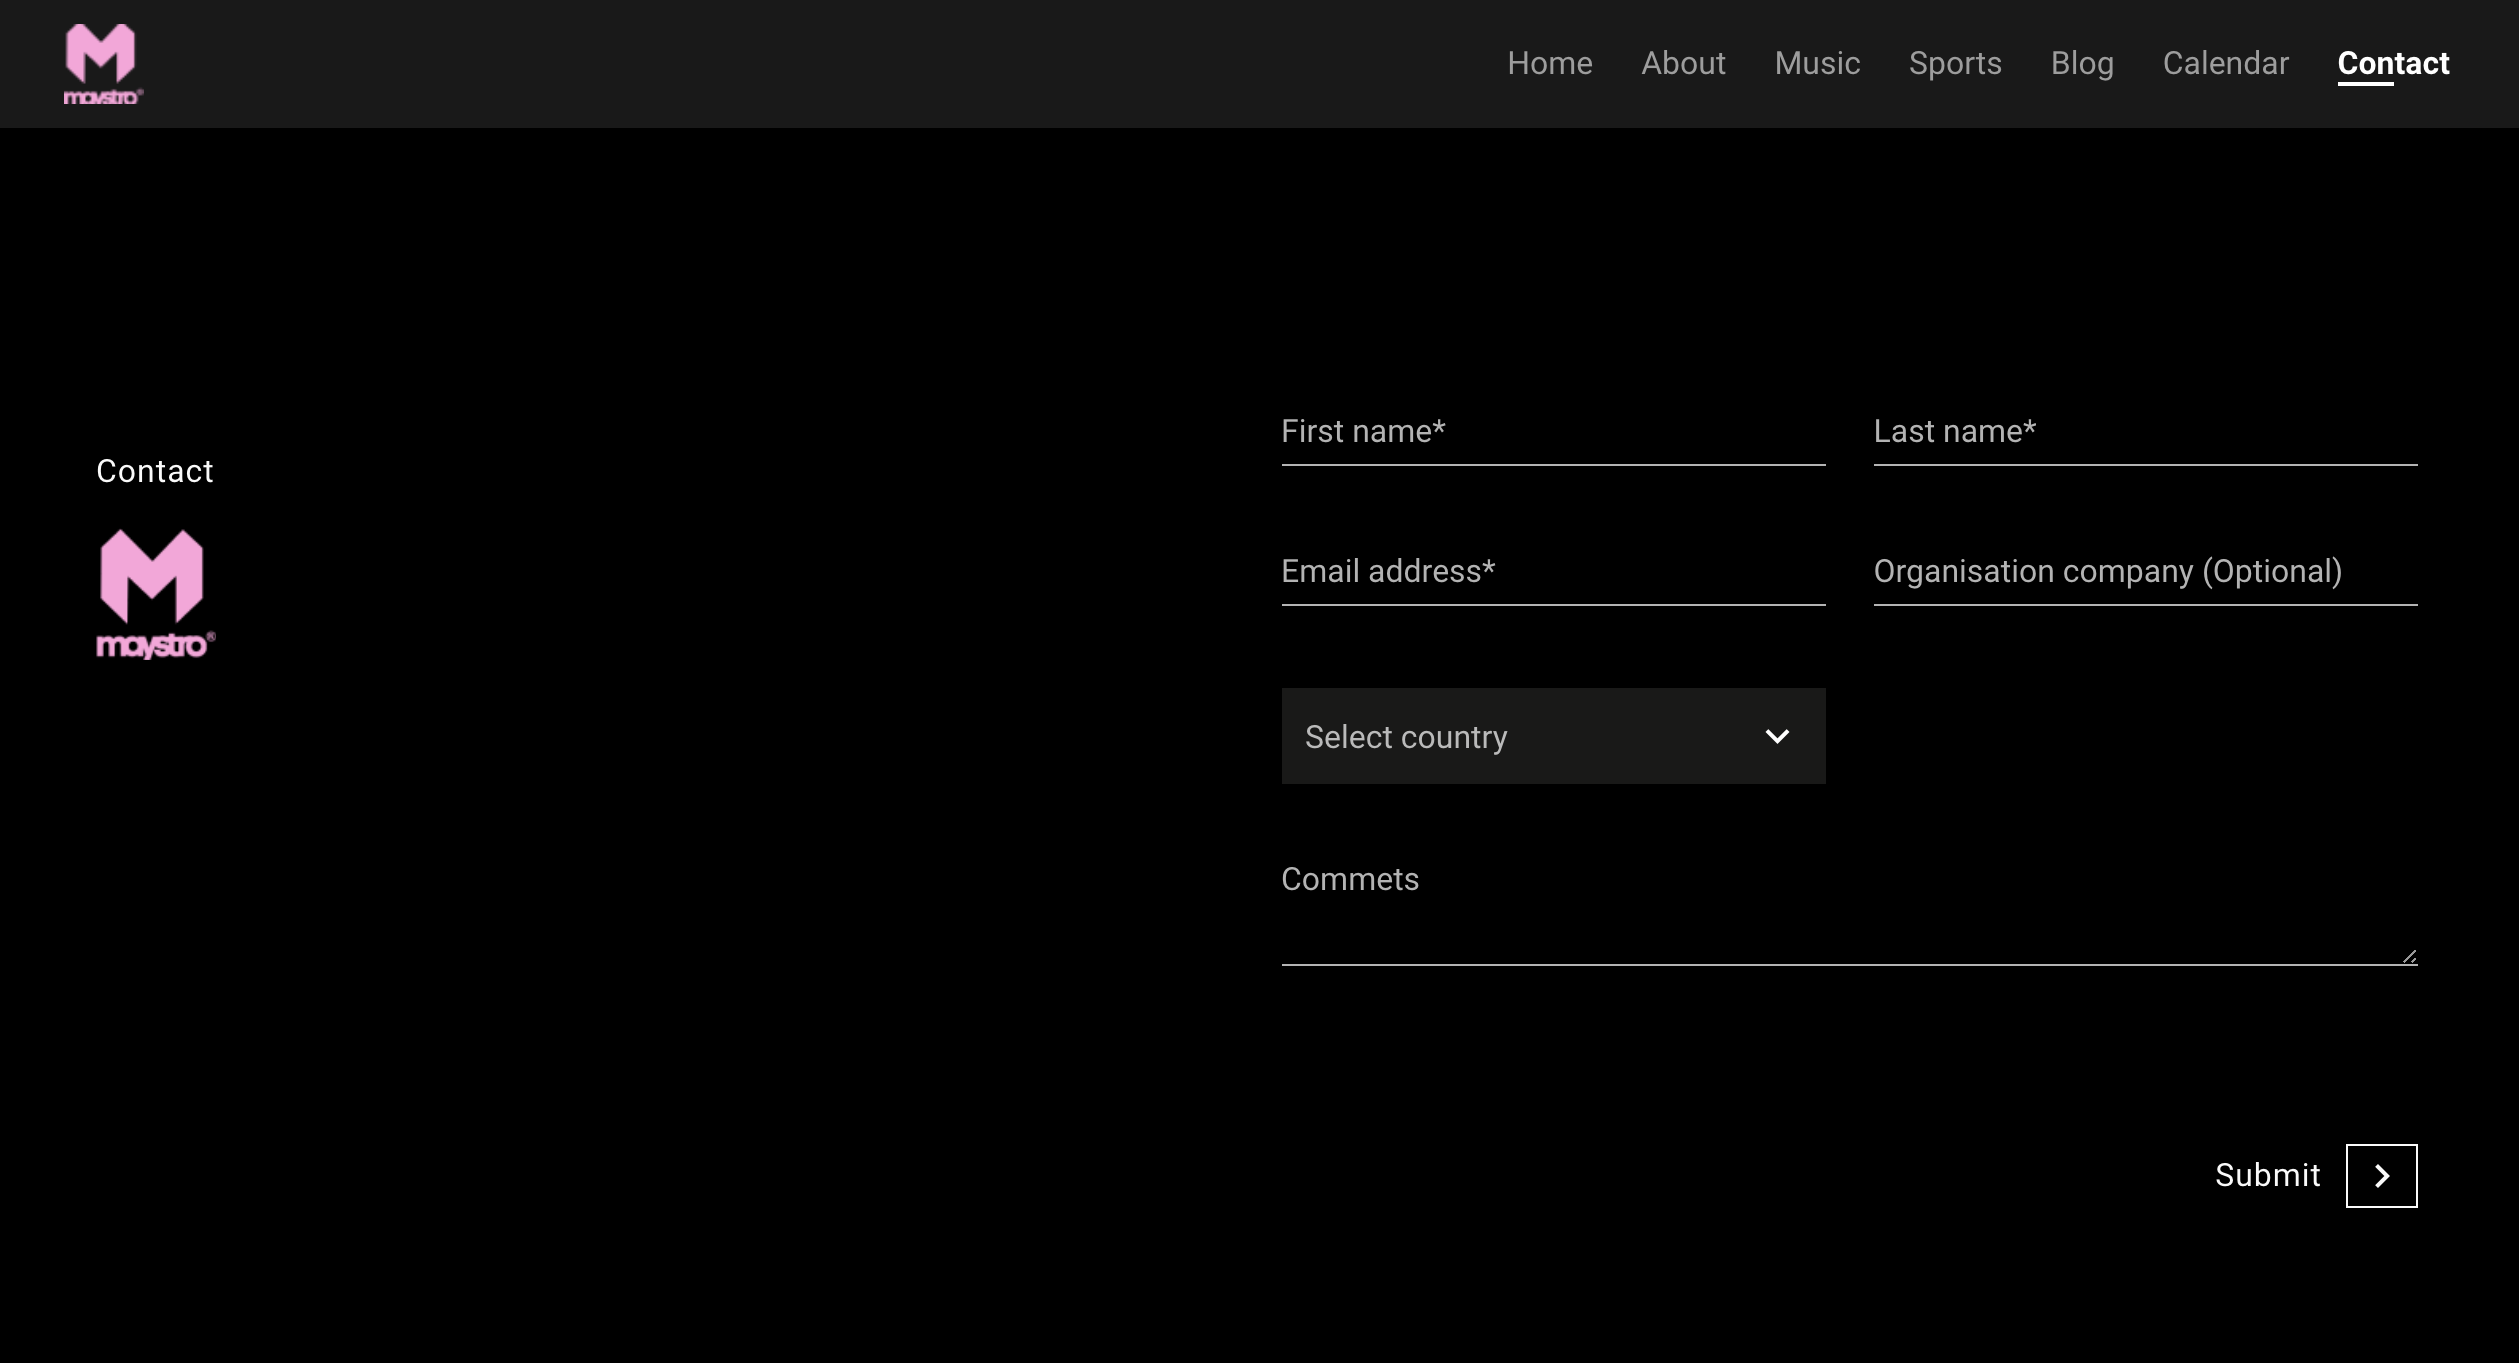 maystro®
Home About Music Sports Blog Calendar Contact
Contact
maystro®
First name* Last name*
Email address* Organisation company (Optional)
Select country
Commets
Submit